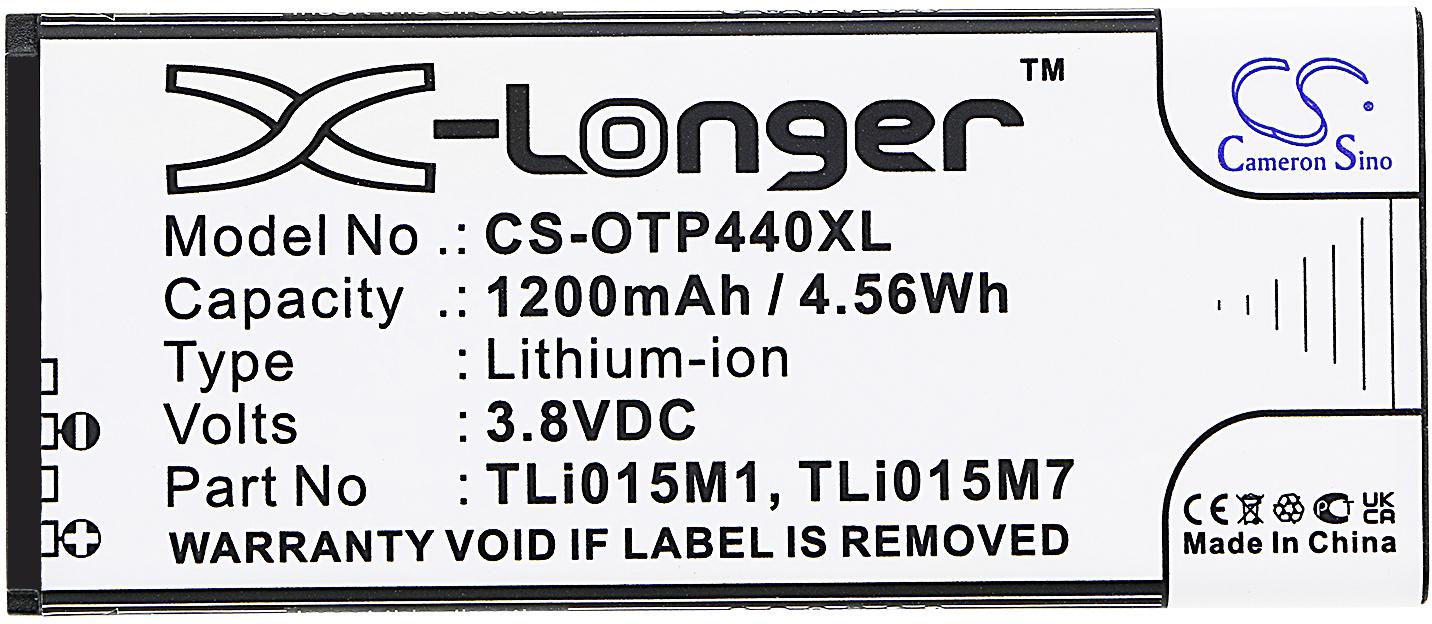 X-Longer™
CS
Cameron Sino
Model No .: CS-OTP440XL
Capacity .: 1200mAh / 4.56Wh
Type : Lithium-ion
Volts : 3.8VDC
Part No : TLi015M1, TLi015M7
WARRANTY VOID IF LABEL IS REMOVED
CE UK CA
Made In China